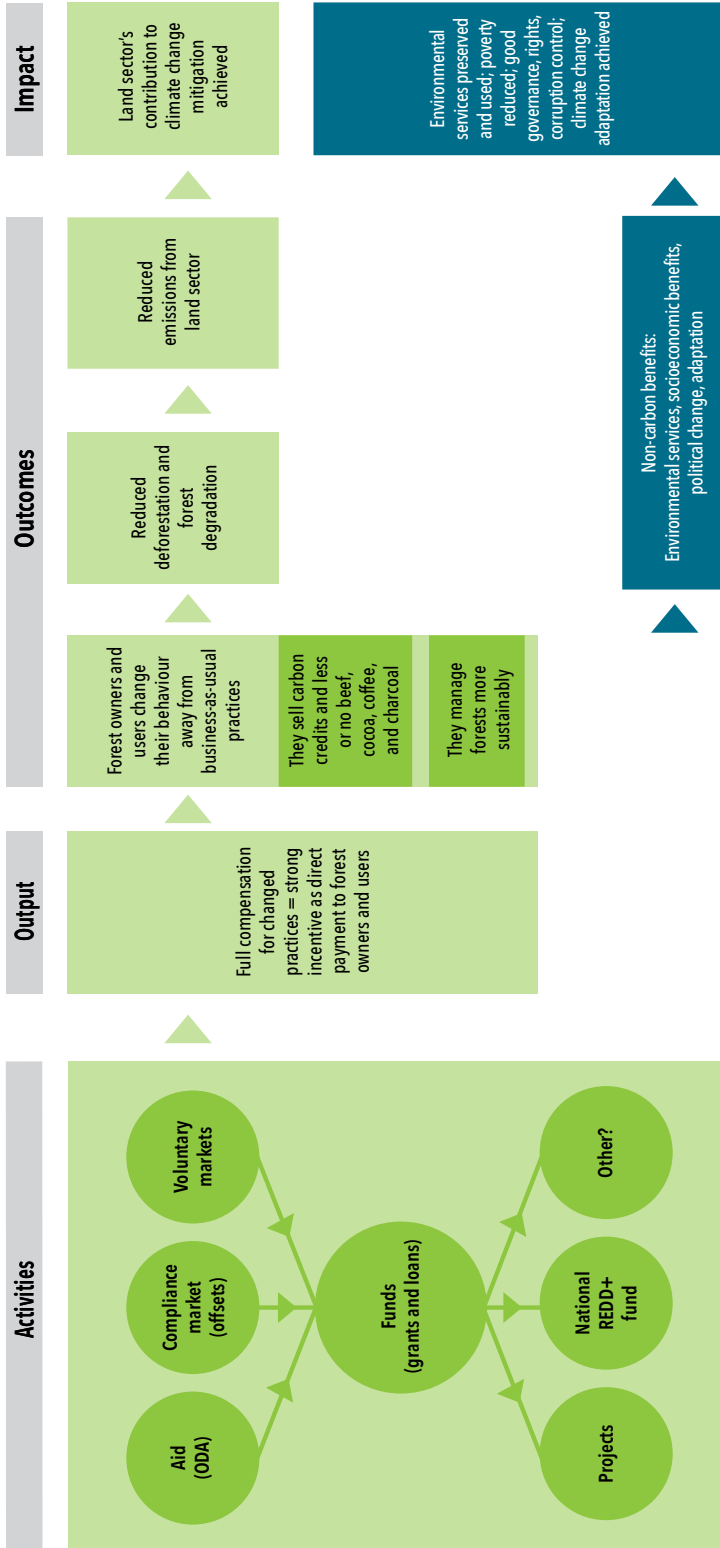 Activities
Output
Outcomes
Impact
Aid
(ODA)
Compliance
market
(offsets)
Voluntary
markets
Funds
(grants and loans)
Projects
National
REDD+
fund
Other?
Full compensation
for changed
practices = strong
incentive as direct
payment to forest
owners and users
Forest owners and
users change
their behaviour
away from
business-as-usual
practices
They sell carbon
credits and less
or no beef,
cocoa, coffee,
and charcoal
They manage
forests more
sustainably
Reduced
deforestation and
forest
degradation
Reduced
emissions from
land sector
Land sector's
contribution to
climate change
mitigation
achieved
Non-carbon benefits:
Environmental services, socioeconomic benefits,
political change, adaptation
Environmental
services preserved
and used; poverty
reduced; good
governance, rights,
corruption control;
climate change
adaptation achieved